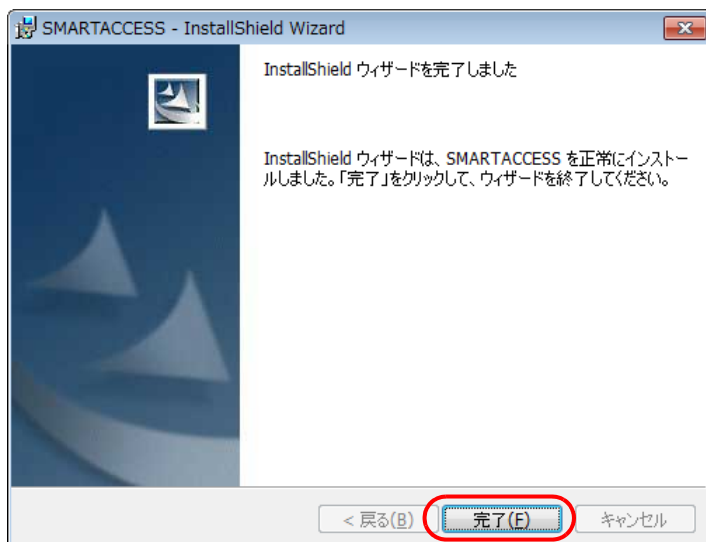 SMARTACCESS - InstallShield Wizard
InstallShield ウィザードを完了しました
InstallShield ウィザードは、SMARTACCESS を正常にインストー
ルしました。「完了」をクリックして、ウィザードを終了してください。
< 戻る(B) 完了(F) キャンセル